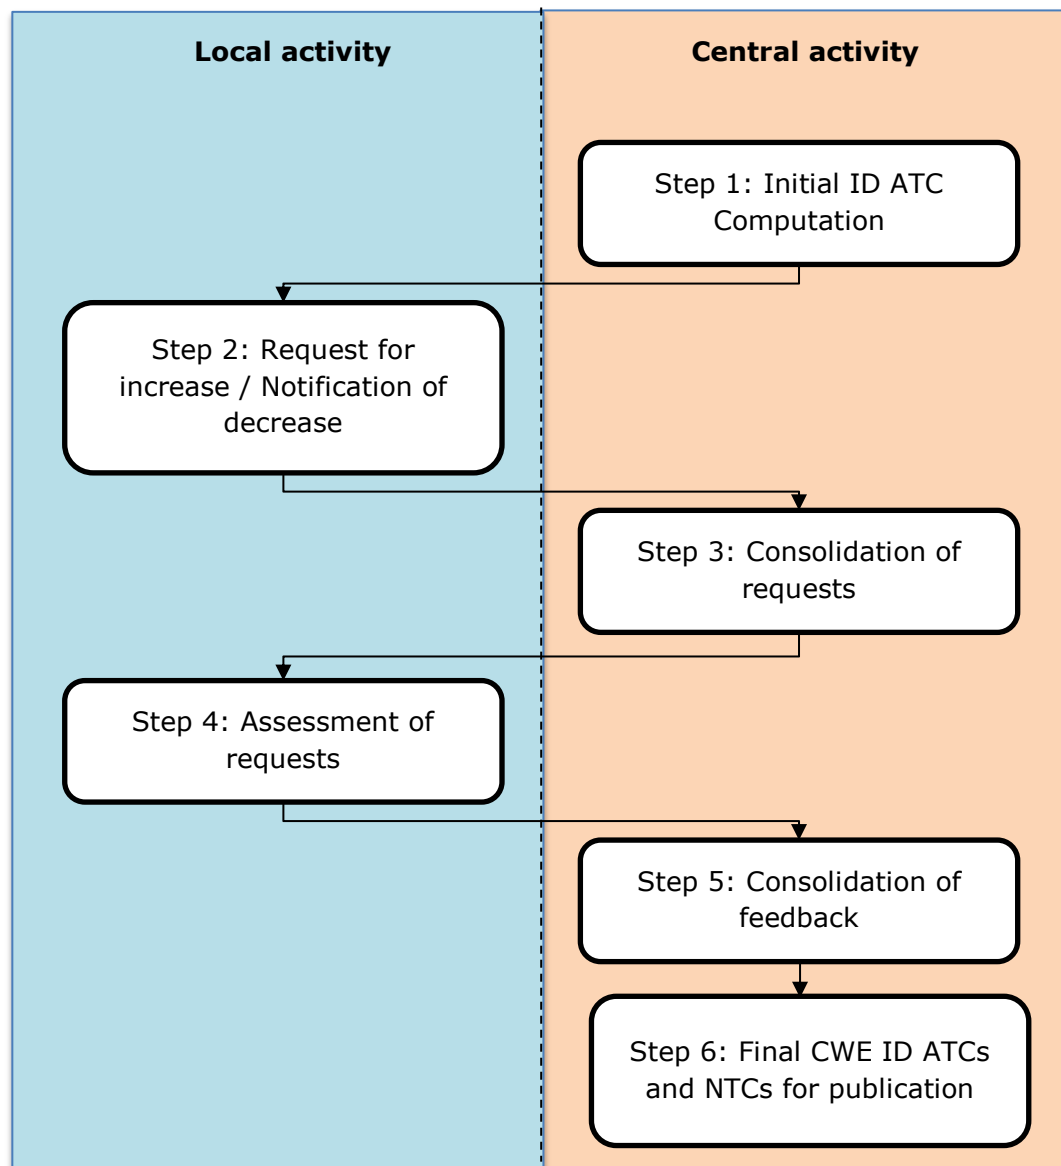 Local activity
Central activity
Step 1: Initial ID ATC
Computation
Step 2: Request for
increase / Notification of
decrease
Step 3: Consolidation of
requests
Step 4: Assessment of
requests
Step 5: Consolidation of
feedback
Step 6: Final CWE ID ATCs
and NTCs for publication